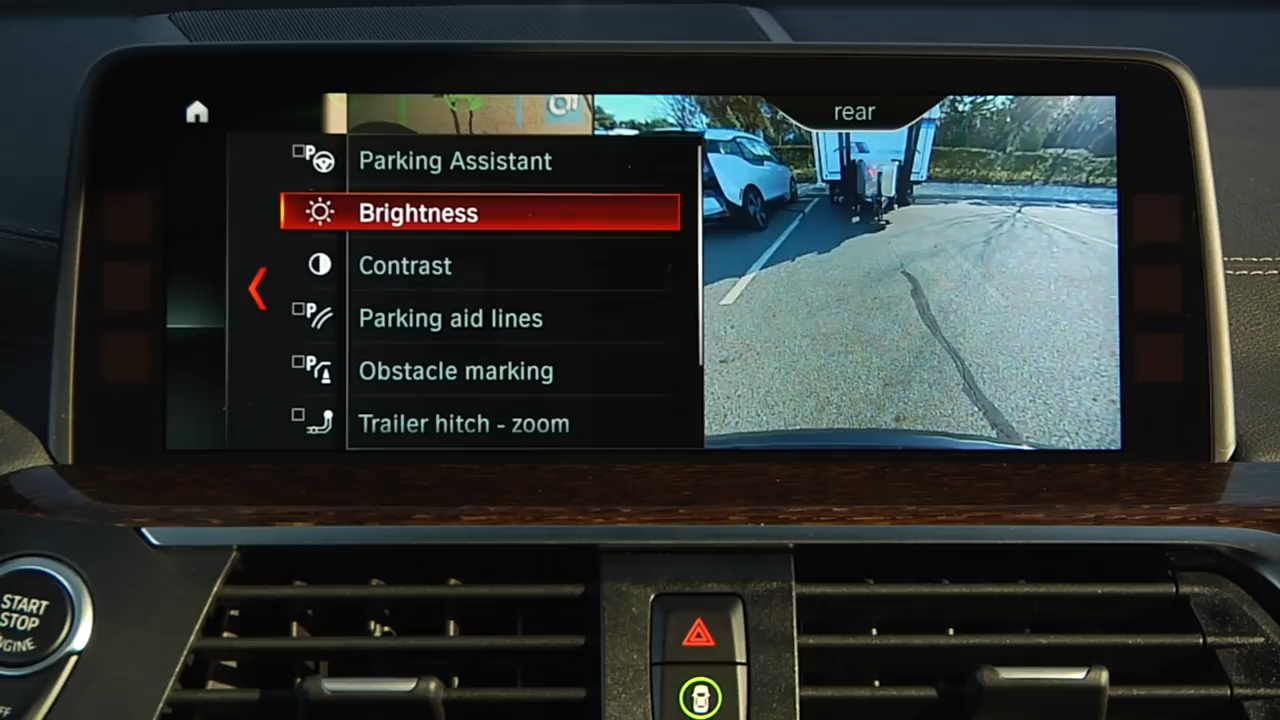 rear
Parking Assistant
Brightness
Contrast
P
Parking aid lines
P
Obstacle marking
P
Trailer hitch - zoom
START
STOP